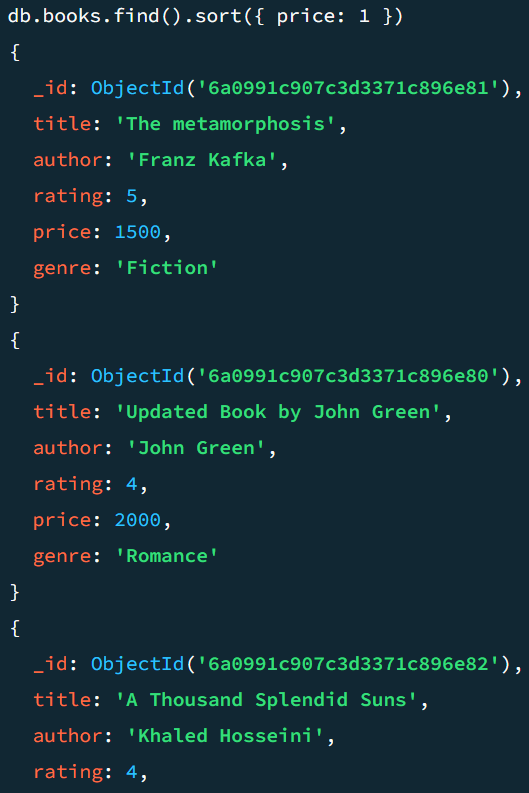 db.books.find().sort({ price: 1 })
{
  _id: ObjectId('6a0991c907c3d3371c896e81'),
  title: 'The metamorphosis',
  author: 'Franz Kafka',
  rating: 5,
  price: 1500,
  genre: 'Fiction'
}
{
  _id: ObjectId('6a0991c907c3d3371c896e80'),
  title: 'Updated Book by John Green',
  author: 'John Green',
  rating: 4,
  price: 2000,
  genre: 'Romance'
}
{
  _id: ObjectId('6a0991c907c3d3371c896e82'),
  title: 'A Thousand Splendid Suns',
  author: 'Khaled Hosseini',
  rating: 4,